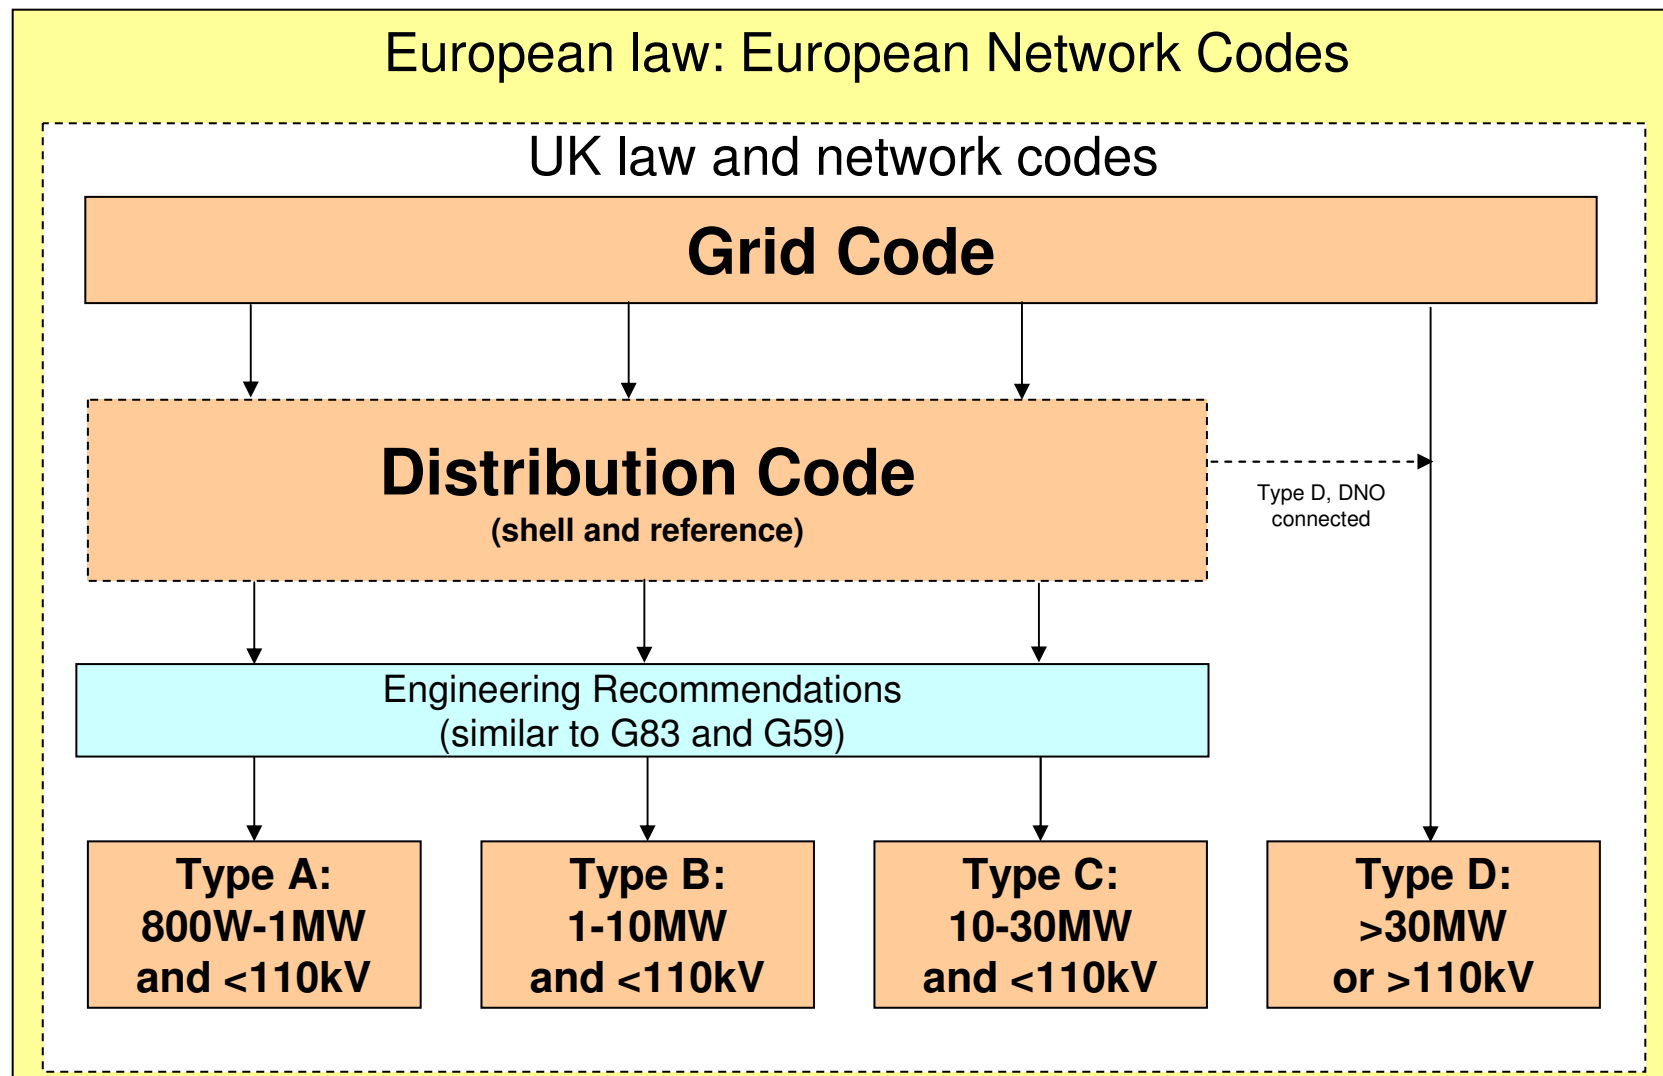 European law: European Network Codes
UK law and network codes
Grid Code
Distribution Code
(shell and reference)
Type D, DNO
connected
Engineering Recommendations
(similar to G83 and G59)
Type A:
800W-1MW
and <110kV
Type B:
1-10MW
and <110kV
Type C:
10-30MW
and <110kV
Type D:
>30MW
or >110kV